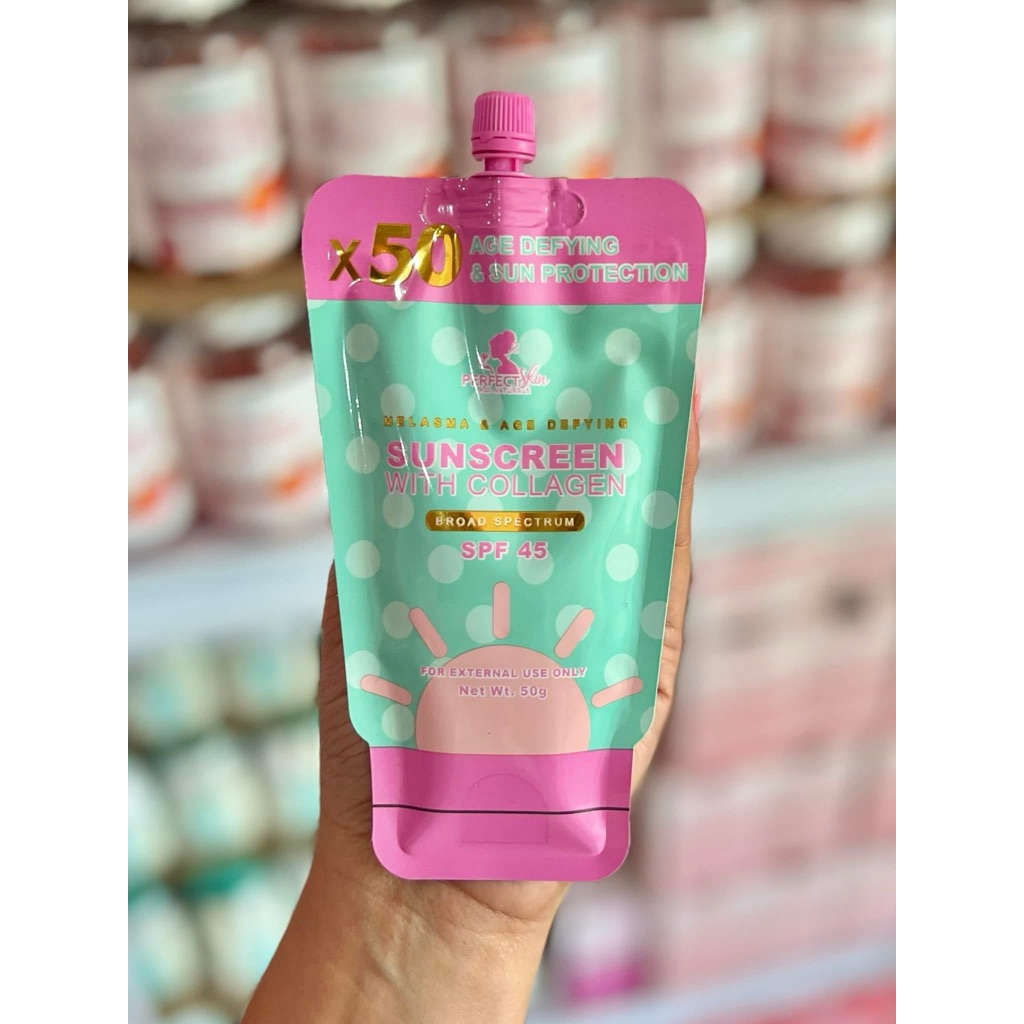 x50 AGE DEFYING
& SUN PROTECTION
PERFECT Skin
MELASMA & AGE DEFYING
SUNSCREEN
WITH COLLAGEN
BROAD SPECTRUM
SPF 45
FOR EXTERNAL USE ONLY
Net Wt. 50g